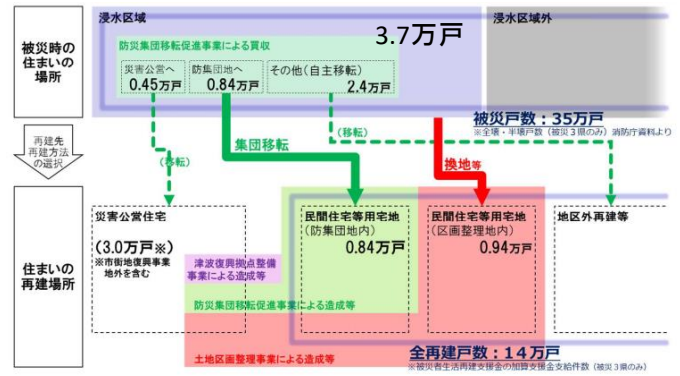 浸水区域
3.7万戸
浸水区域外
被災時の
住まいの
場所
防災集団移転促進事業による買収
災害公営へ
0.45万戸
防集団地へ
0.84万戸
その他(自主移転)
2.4万戸
被災戸数：35万戸
※全壊・半壊戸数（被災３県のみ）消防庁資料より
再建先
再建方法
の選択
(移転)
集団移転
(移転)
換地等
住まいの
再建場所
災害公営住宅
(3.0万戸※)
※市街地復興事業
地外を含む
津波復興拠点整備
事業による造成等
防災集団移転促進事業による造成等
土地区画整理事業による造成等
民間住宅等用宅地
(防集団地内)
0.84万戸
民間住宅等用宅地
(区画整理地内)
0.94万戸
地区外再建等
全再建戸数：14万戸
※被災者生活再建支援金の加算支援金支給件数（被災３県のみ）